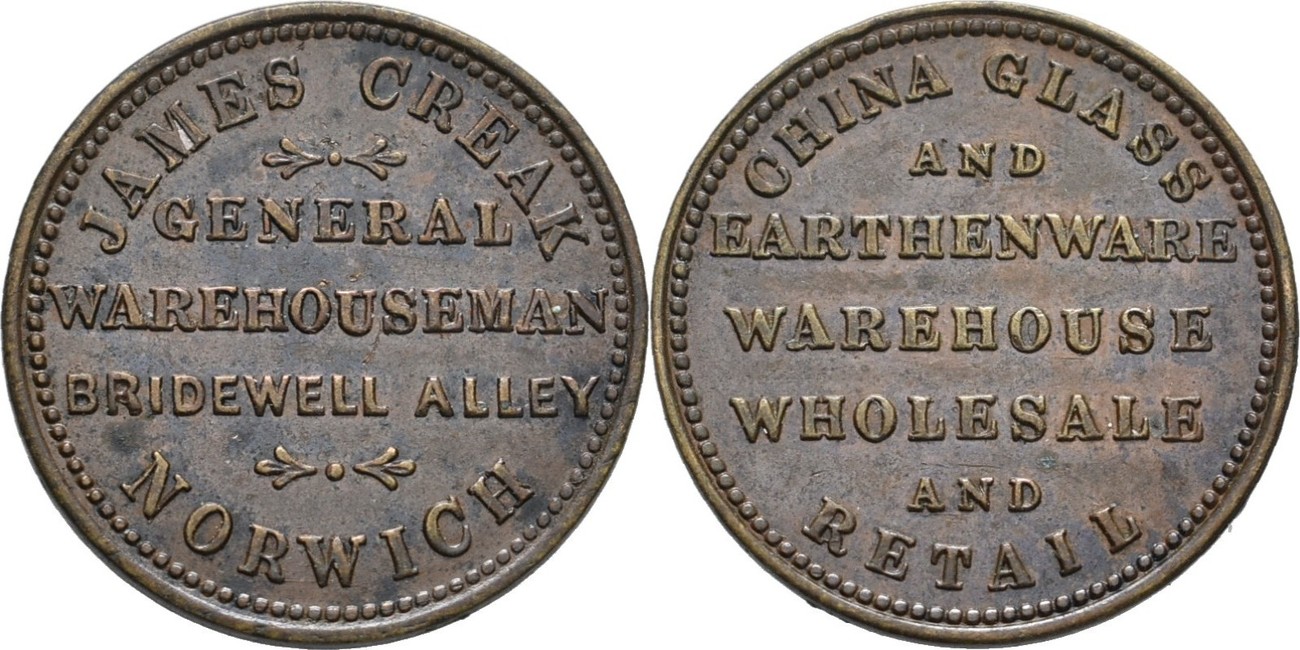 JAMES CREAK
GENERAL
WAREHOUSEMAN
BRIDEWELL ALLEY
NORWICH
CHINA GLASS
AND
EARTHENWARE
WAREHOUSE
WHOLESALE
AND
RETAIL